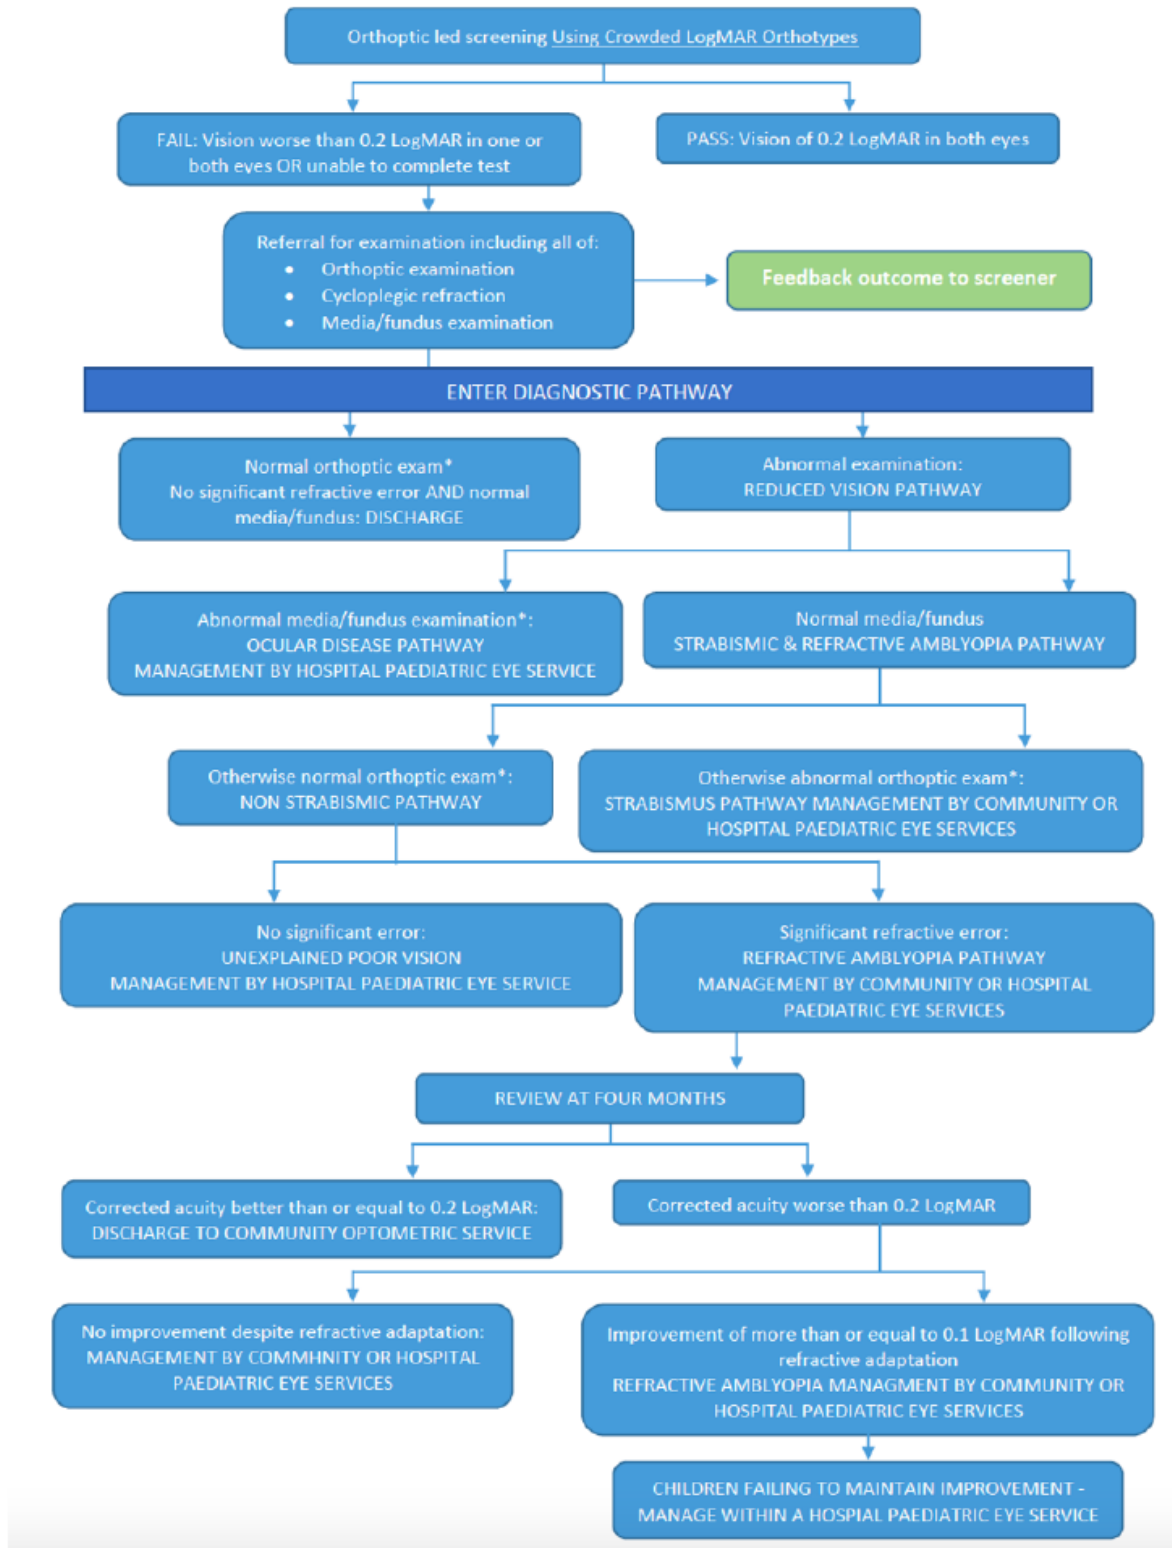 Orthoptic led screening Using Crowded LogMAR Orthotypes
FAIL: Vision worse than 0.2 LogMAR in one or
both eyes OR unable to complete test
PASS: Vision of 0.2 LogMAR in both eyes
Referral for examination including all of:
• Orthoptic examination
• Cycloplegic refraction
• Media/fundus examination
Feedback outcome to screener
ENTER DIAGNOSTIC PATHWAY
Normal orthoptic exam*
No significant refractive error AND normal
media/fundus: DISCHARGE
Abnormal examination:
REDUCED VISION PATHWAY
Abnormal media/fundus examination*:
OCULAR DISEASE PATHWAY
MANAGEMENT BY HOSPITAL PAEDIATRIC EYE SERVICE
Normal media/fundus
STRABISMIC & REFRACTIVE AMBLYOPIA PATHWAY
Otherwise normal orthoptic exam*:
NON STRABISMIC PATHWAY
Otherwise abnormal orthoptic exam*:
STRABISMUS PATHWAY MANAGEMENT BY COMMUNITY OR
HOSPITAL PAEDIATRIC EYE SERVICES
No significant error:
UNEXPLAINED POOR VISION
MANAGEMENT BY HOSPITAL PAEDIATRIC EYE SERVICE
Significant refractive error:
REFRACTIVE AMBLYOPIA PATHWAY
MANAGEMENT BY COMMUNITY OR HOSPITAL
PAEDIATRIC EYE SERVICES
REVIEW AT FOUR MONTHS
Corrected acuity better than or equal to 0.2 LogMAR:
DISCHARGE TO COMMUNITY OPTOMETRIC SERVICE
Corrected acuity worse than 0.2 LogMAR
No improvement despite refractive adaptation:
MANAGEMENT BY COMMHNITY OR HOSPITAL
PAEDIATRIC EYE SERVICES
Improvement of more than or equal to 0.1 LogMAR following
refractive adaptation
REFRACTIVE AMBLYOPIA MANAGMENT BY COMMUNITY OR
HOSPITAL PAEDIATRIC EYE SERVICES
CHILDREN FAILING TO MAINTAIN IMPROVEMENT -
MANAGE WITHIN A HOSPIAL PAEDIATRIC EYE SERVICE